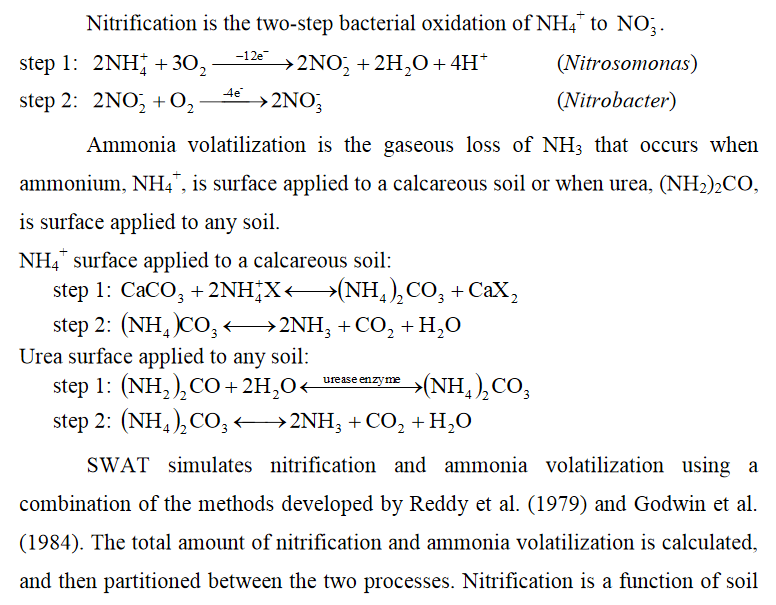 Nitrification is the two-step bacterial oxidation of NH₄⁺ to NO₃⁻.
step 1: 2NH₄⁺ + 3O₂ —−12e⁻→ 2NO₂⁻ + 2H₂O + 4H⁺ (Nitrosomonas)
step 2: 2NO₂⁻ + O₂ —-4e⁻→ 2NO₃⁻ (Nitrobacter)
Ammonia volatilization is the gaseous loss of NH₃ that occurs when
ammonium, NH₄⁺, is surface applied to a calcareous soil or when urea, (NH₂)₂CO,
is surface applied to any soil.
NH₄⁺ surface applied to a calcareous soil:
step 1: CaCO₃ + 2NH₄⁺X ⟷ (NH₄)₂CO₃ + CaX₂
step 2: (NH₄)CO₃ ⟷ 2NH₃ + CO₂ + H₂O
Urea surface applied to any soil:
step 1: (NH₂)₂CO + 2H₂O ←urease enzyme→ (NH₄)₂CO₃
step 2: (NH₄)₂CO₃ ⟷ 2NH₃ + CO₂ + H₂O
SWAT simulates nitrification and ammonia volatilization using a
combination of the methods developed by Reddy et al. (1979) and Godwin et al.
(1984). The total amount of nitrification and ammonia volatilization is calculated,
and then partitioned between the two processes. Nitrification is a function of soil